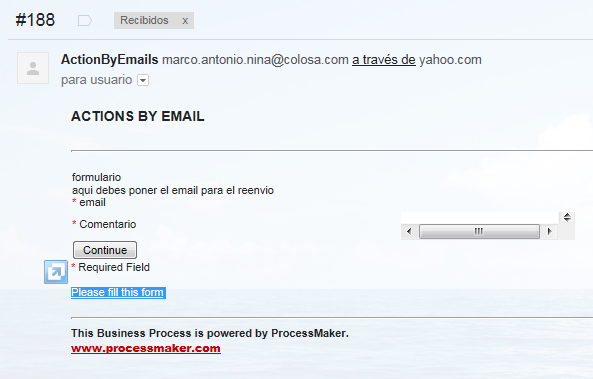 #188
Recibidos x
ActionByEmails marco.antonio.nina@colosa.com a través de yahoo.com
para usuario
ACTIONS BY EMAIL
formulario
aqui debes poner el email para el reenvio
* email
* Comentario
Continue
* Required Field
Please fill this form
This Business Process is powered by ProcessMaker.
www.processmaker.com